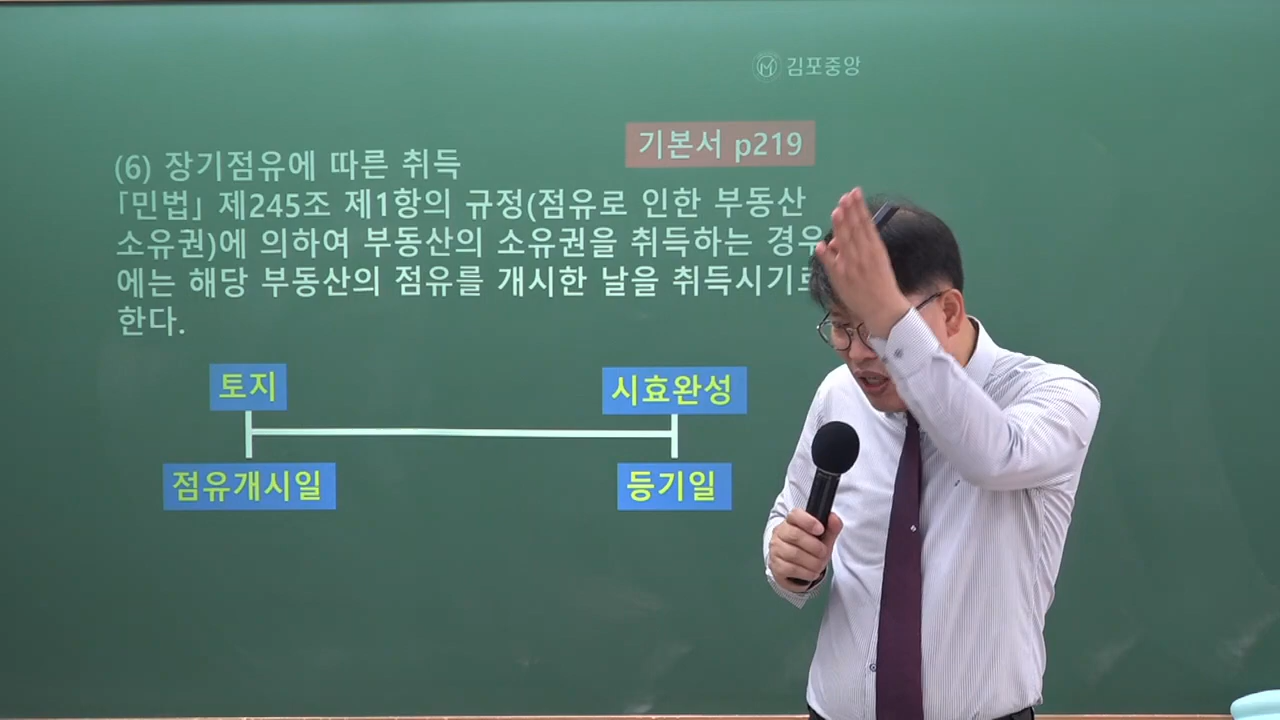 김포중앙
기본서 p219
(6) 장기점유에 따른 취득
「민법」 제245조 제1항의 규정(점유로 인한 부동산
소유권)에 의하여 부동산의 소유권을 취득하는 경우
에는 해당 부동산의 점유를 개시한 날을 취득시기로
한다.
토지
시효완성
점유개시일
등기일